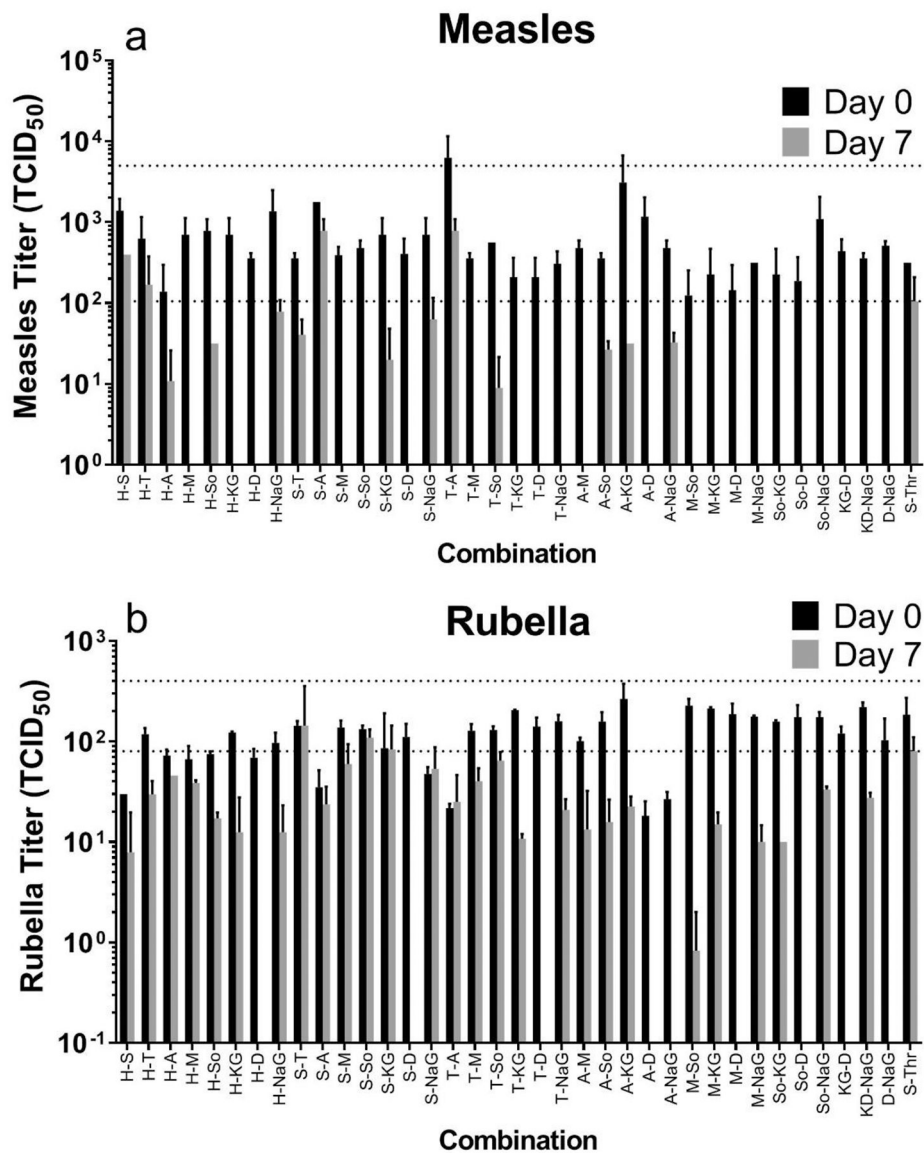 a
Measles
Day 0
Day 7
Measles Titer (TCID50)
10^5
10^4
10^3
10^2
10^1
10^0
H-S
H-T
H-A
H-M
H-So
H-KG
H-D
H-NaG
S-T
S-A
S-M
S-So
S-KG
S-D
S-NaG
T-A
T-M
T-So
T-KG
T-D
T-NaG
A-M
A-So
A-KG
A-D
A-NaG
M-So
M-KG
M-D
M-NaG
So-KG
So-D
So-NaG
KG-D
KD-NaG
D-NaG
S-Thr
Combination
b
Rubella
Day 0
Day 7
Rubella Titer (TCID50)
10^3
10^2
10^1
10^0
10^-1
H-S
H-T
H-A
H-M
H-So
H-KG
H-D
H-NaG
S-T
S-A
S-M
S-So
S-KG
S-D
S-NaG
T-A
T-M
T-So
T-KG
T-D
T-NaG
A-M
A-So
A-KG
A-D
A-NaG
M-So
M-KG
M-D
M-NaG
So-KG
So-D
So-NaG
KG-D
KD-NaG
D-NaG
S-Thr
Combination